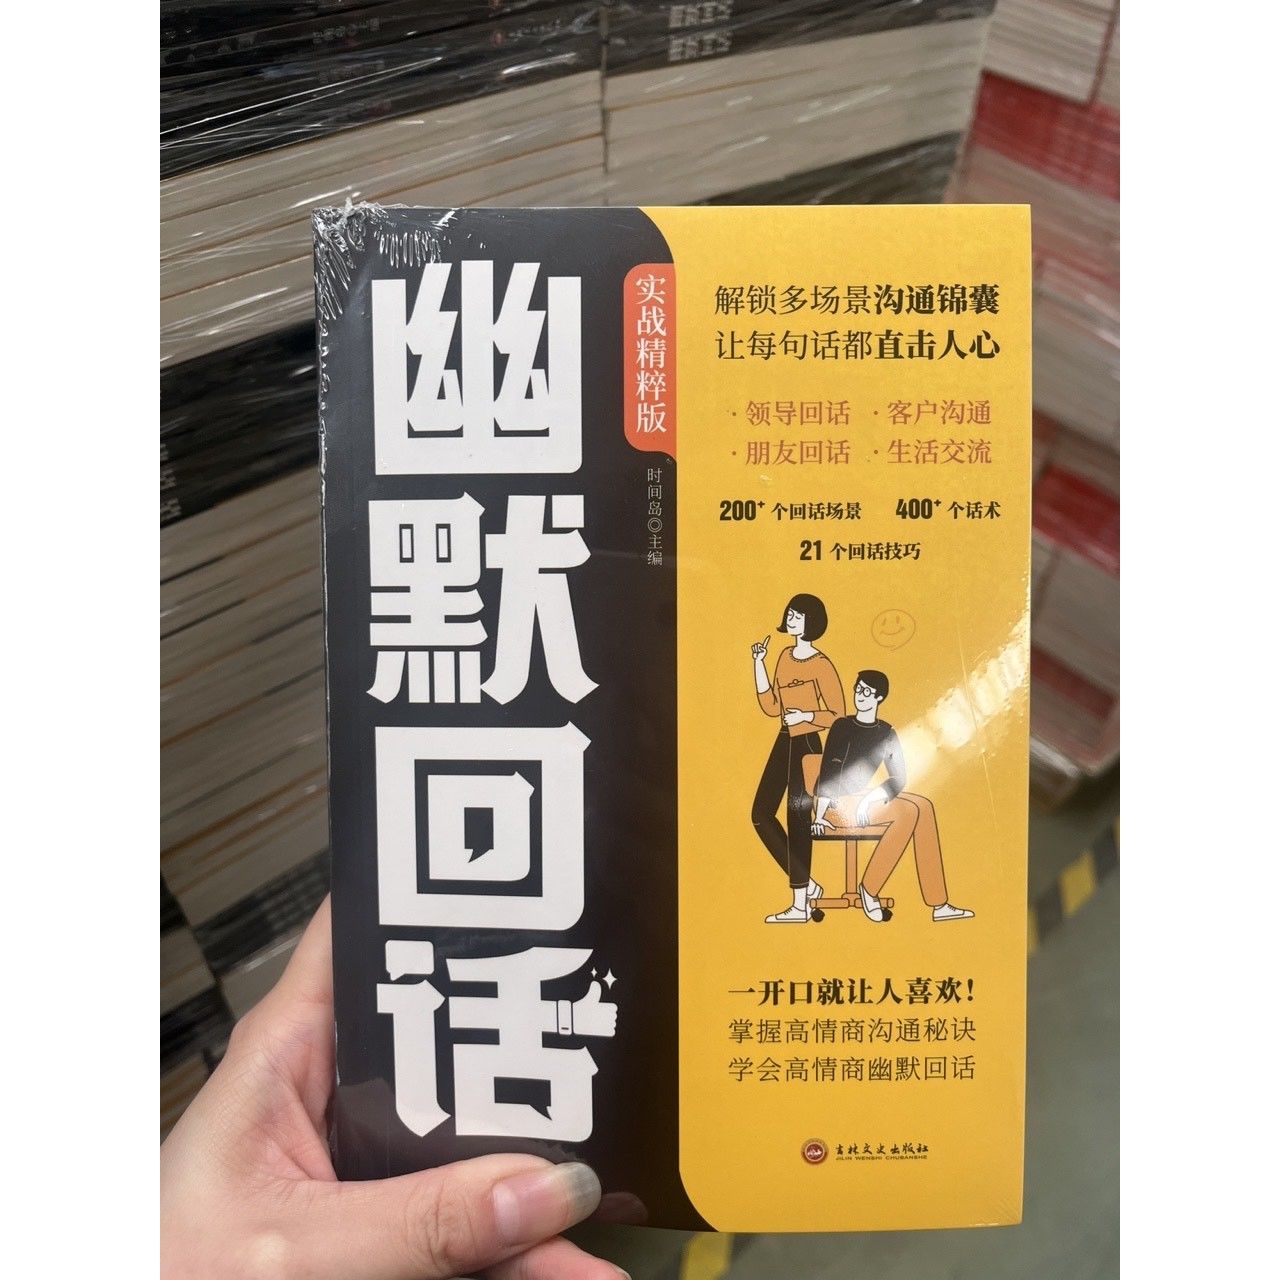 幽默回话
实战精粹版
时间岛◎主编
解锁多场景沟通锦囊
让每句话都直击人心
·领导回话 ·客户沟通
·朋友回话 ·生活交流
200+个回话场景 400+个话术
21个回话技巧
一开口就让人喜欢！
掌握高情商沟通秘诀
学会高情商幽默回话
吉林文史出版社
JILIN WENSHI CHUBANSHE